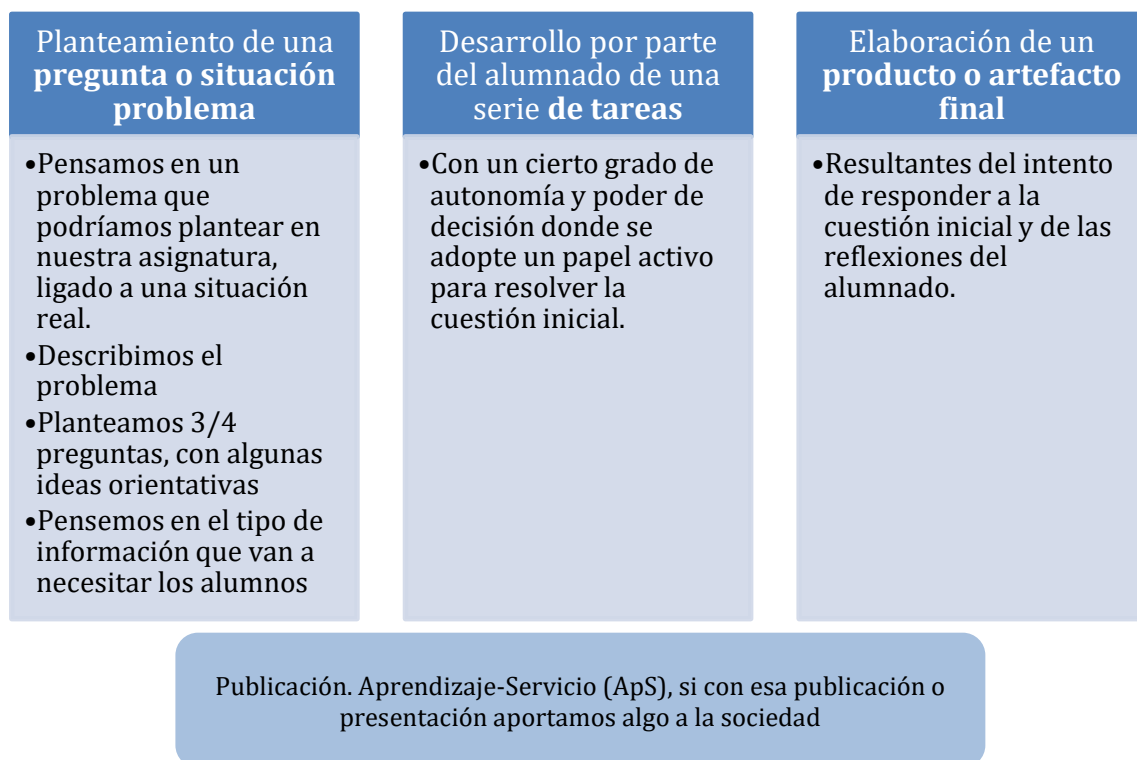 Planteamiento de una
pregunta o situación
problema
•Pensamos en un
problema que
podríamos plantear en
nuestra asignatura,
ligado a una situación
real.
•Describimos el
problema
•Planteamos 3/4
preguntas, con algunas
ideas orientativas
•Pensemos en el tipo de
información que van a
necesitar los alumnos
Desarrollo por parte
del alumnado de una
serie de tareas
•Con un cierto grado de
autonomía y poder de
decisión donde se
adopte un papel activo
para resolver la
cuestión inicial.
Elaboración de un
producto o artefacto
final
•Resultantes del intento
de responder a la
cuestión inicial y de las
reflexiones del
alumnado.
Publicación. Aprendizaje-Servicio (ApS), si con esa publicación o
presentación aportamos algo a la sociedad